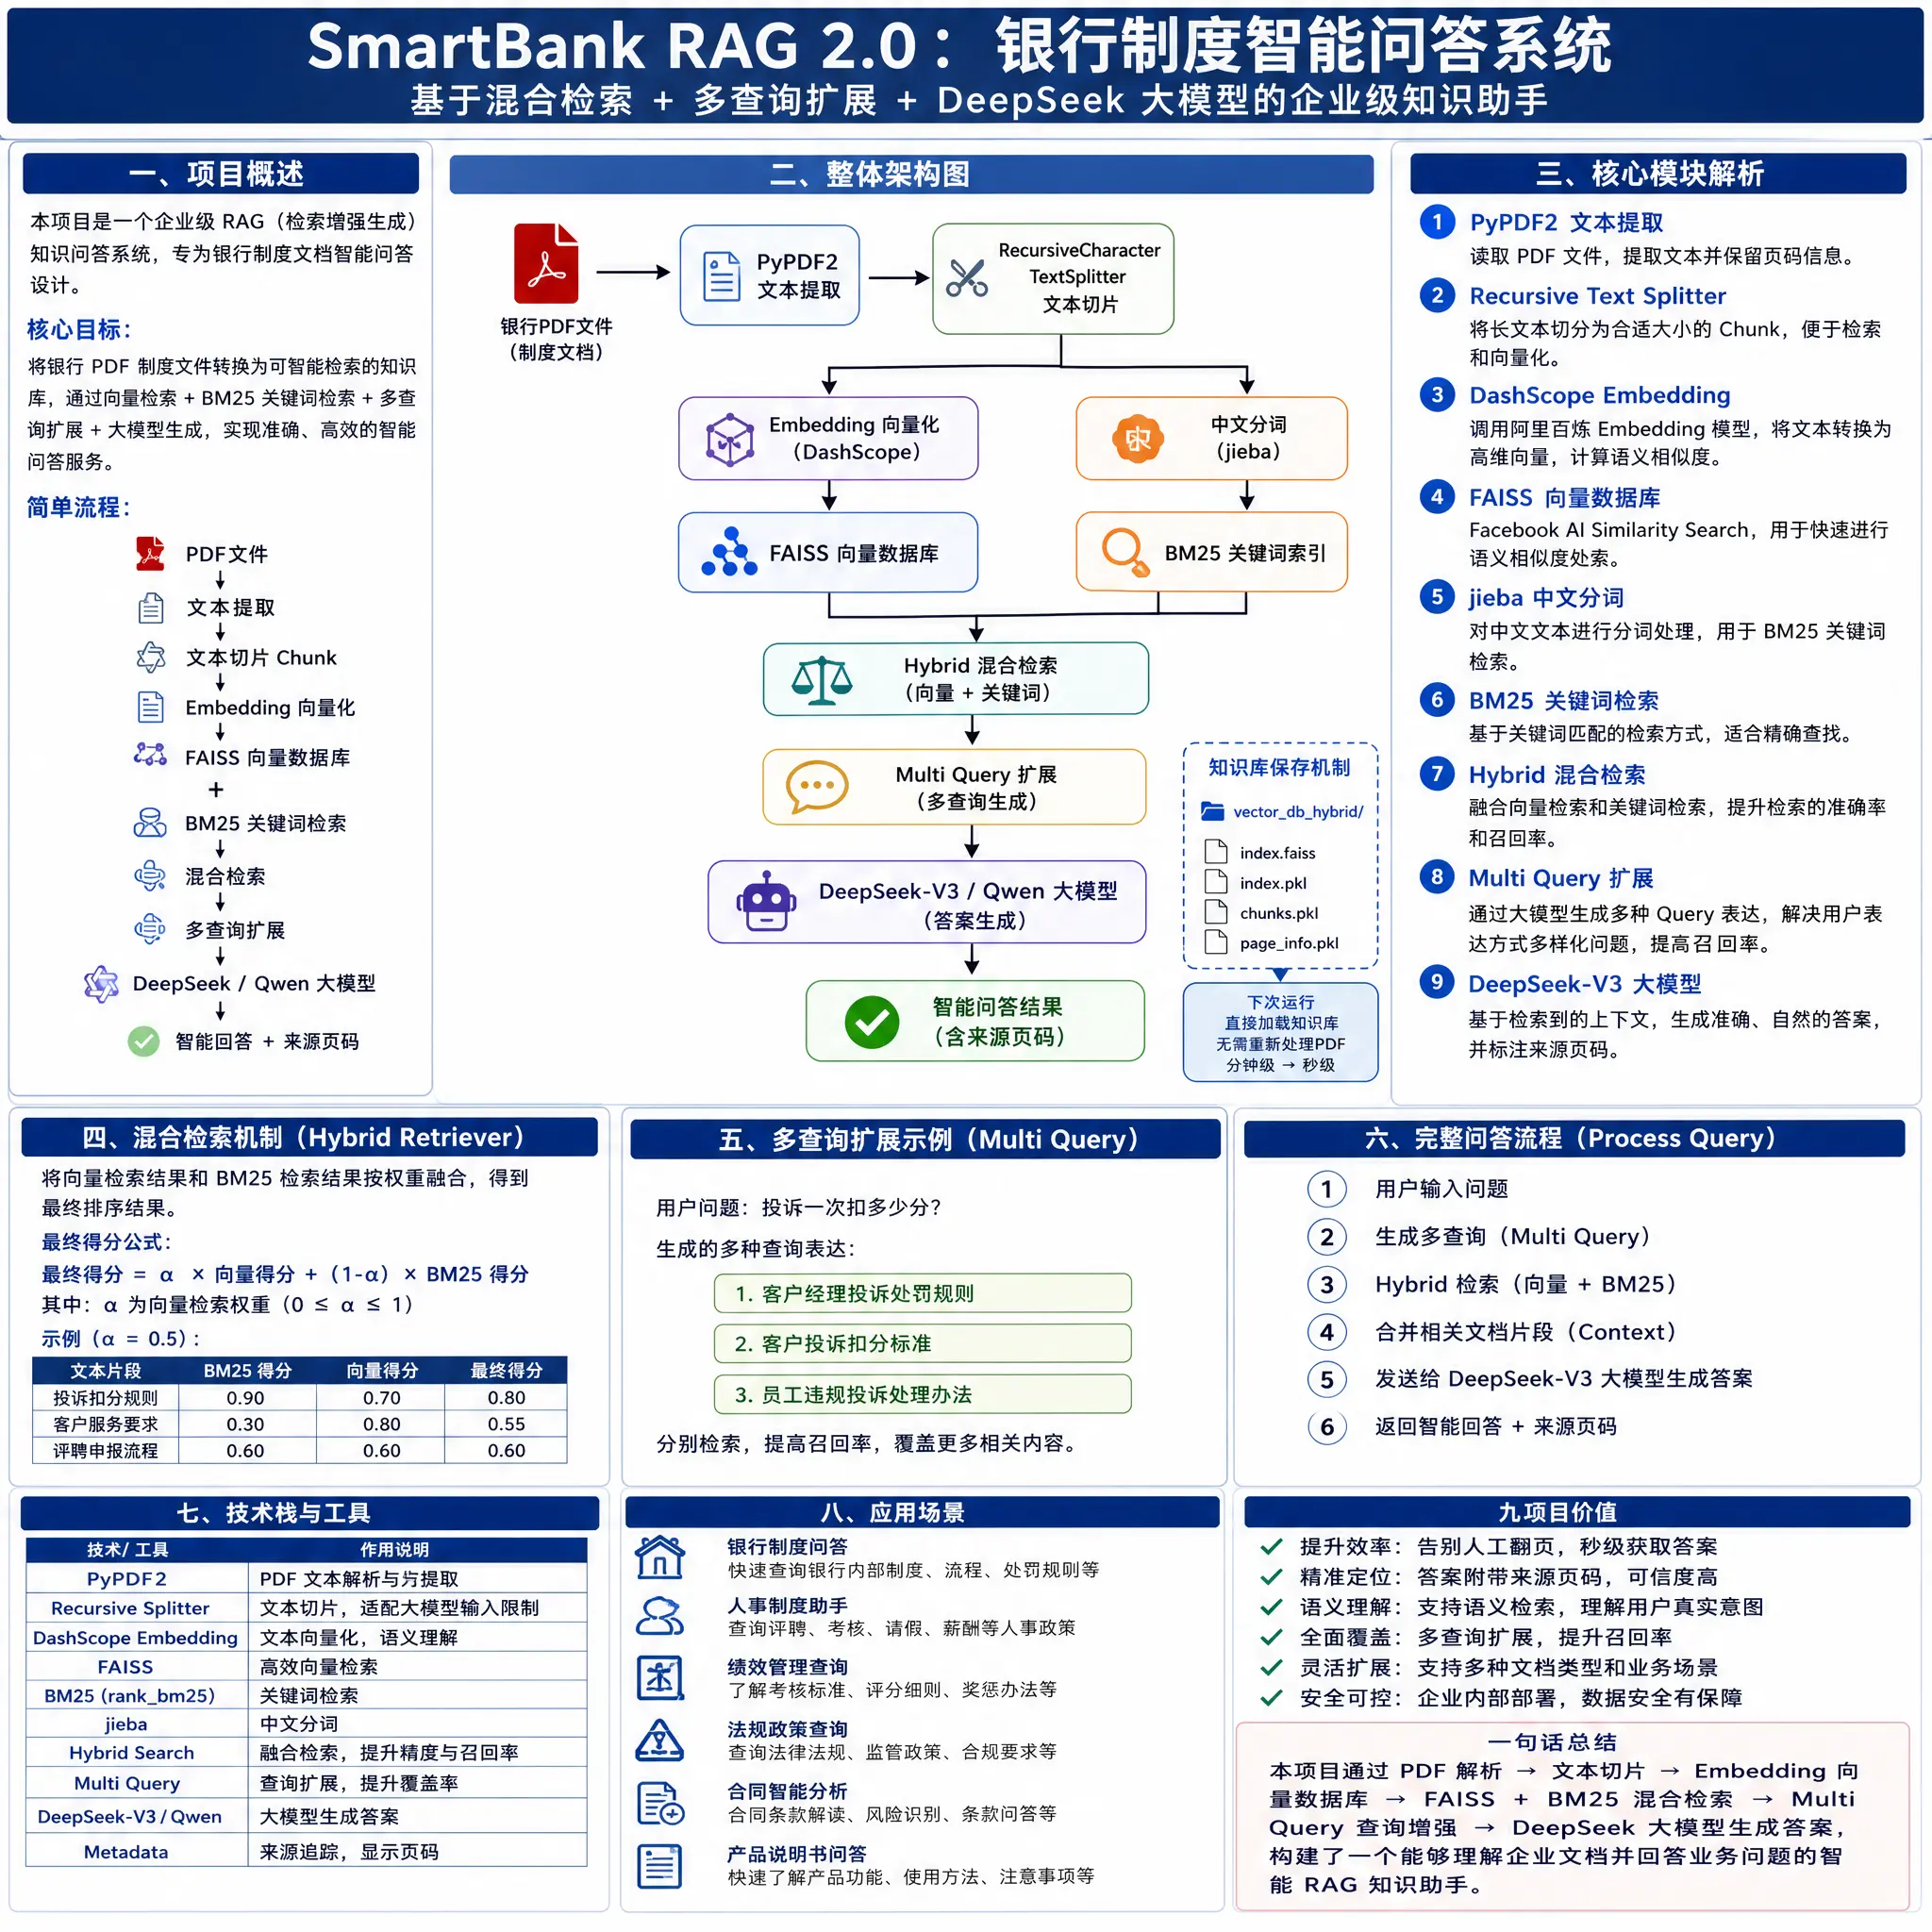 SmartBank RAG 2.0：银行制度智能问答系统
基于混合检索 + 多查询扩展 + DeepSeek 大模型的企业级知识助手
一、项目概述
本项目是一个企业级 RAG（检索增强生成）
知识问答系统，专为银行制度文档智能问答
设计。
核心目标：
将银行 PDF 制度文件转换为可智能检索的知识
库，通过向量检索 + BM25 关键词检索 + 多查
询扩展 + 大模型生成，实现准确、高效的智能
问答服务。
简单流程：
PDF文件
文本提取
文本切片 Chunk
Embedding 向量化
FAISS 向量数据库
+
BM25 关键词检索
混合检索
多查询扩展
DeepSeek / Qwen 大模型
智能回答 + 来源页码
二、整体架构图
银行PDF文件
（制度文档）
PyPDF2
文本提取
RecursiveCharacter
TextSplitter
文本切片
Embedding 向量化
（DashScope）
中文分词
（jieba）
FAISS 向量数据库
BM25 关键词索引
Hybrid 混合检索
（向量 + 关键词）
Multi Query 扩展
（多查询生成）
DeepSeek-V3 / Qwen 大模型
（答案生成）
智能问答结果
（含来源页码）
知识库保存机制
vector_db_hybrid/
index.faiss
index.pkl
chunks.pkl
page_info.pkl
下次运行
直接加载知识库
无需重新处理PDF
分钟级 → 秒级
三、核心模块解析
1 PyPDF2 文本提取
读取 PDF 文件，提取文本并保留页码信息。
2 Recursive Text Splitter
将长文本切分为合适大小的 Chunk，便于检索
和向量化。
3 DashScope Embedding
调用阿里百炼 Embedding 模型，将文本转换为
高维向量，计算语义相似度。
4 FAISS 向量数据库
Facebook AI Similarity Search，用于快速进行
语义相似度处索。
5 jieba 中文分词
对中文文本进行分词处理，用于 BM25 关键词
检索。
6 BM25 关键词检索
基于关键词匹配的检索方式，适合精确查找。
7 Hybrid 混合检索
融合向量检索和关键词检索，提升检索的准确率
和召回率。
8 Multi Query 扩展
通过大模型生成多种 Query 表达，解决用户表
达方式多样化问题，提高召回率。
9 DeepSeek-V3 大模型
基于检索到的上下文，生成准确、自然的答案，
并标注来源页码。
四、混合检索机制（Hybrid Retriever）
将向量检索结果和 BM25 检索结果按权重融合，得到
最终排序结果。
最终得分公式：
最终得分 = α × 向量得分 +（1-α）× BM25 得分
其中：α 为向量检索权重（0 ≤ α ≤ 1）
示例（α = 0.5）：
文本片段 BM25 得分 向量得分 最终得分
投诉扣分规则 0.90 0.70 0.80
客户服务要求 0.30 0.80 0.55
评聘申报流程 0.60 0.60 0.60
五、多查询扩展示例（Multi Query）
用户问题：投诉一次扣多少分？
生成的多种查询表达：
1. 客户经理投诉处罚规则
2. 客户投诉扣分标准
3. 员工违规投诉处理办法
分别检索，提高召回率，覆盖更多相关内容。
六、完整问答流程（Process Query）
1 用户输入问题
2 生成多查询（Multi Query）
3 Hybrid 检索（向量 + BM25）
4 合并相关文档片段（Context）
5 发送给 DeepSeek-V3 大模型生成答案
6 返回智能回答 + 来源页码
七、技术栈与工具
技术/ 工具 作用说明
PyPDF2 PDF 文本解析与提取
Recursive Splitter 文本切片，适配大模型输入限制
DashScope Embedding 文本向量化，语义理解
FAISS 高效向量检索
BM25 (rank_bm25) 关键词检索
jieba 中文分词
Hybrid Search 融合检索，提升精度与召回率
Multi Query 查询扩展，提升覆盖率
DeepSeek-V3 / Qwen 大模型生成答案
Metadata 来源追踪，显示页码
八、应用场景
银行制度问答
快速查询银行内部制度、流程、处罚规则等
人事制度助手
查询评聘、考核、请假、薪酬等人事政策
绩效管理查询
了解考核标准、评分细则、奖惩办法等
法规政策查询
查询法律法规、监管政策、合规要求等
合同智能分析
合同条款解读、风险识别、条款问答等
产品说明书问答
快速了解产品功能、使用方法、注意事项等
九项目价值
提升效率：告别人工翻页，秒级获取答案
精准定位：答案附带来源页码，可信度高
语义理解：支持语义检索，理解用户真实意图
全面覆盖：多查询扩展，提升召回率
灵活扩展：支持多种文档类型和业务场景
安全可控：企业内部部署，数据安全有保障
一句话总结
本项目通过 PDF 解析 → 文本切片 → Embedding 向
量数据库 → FAISS + BM25 混合检索 → Multi
Query 查询增强 → DeepSeek 大模型生成答案，
构建了一个能够理解企业文档并回答业务问题的智
能 RAG 知识助手。